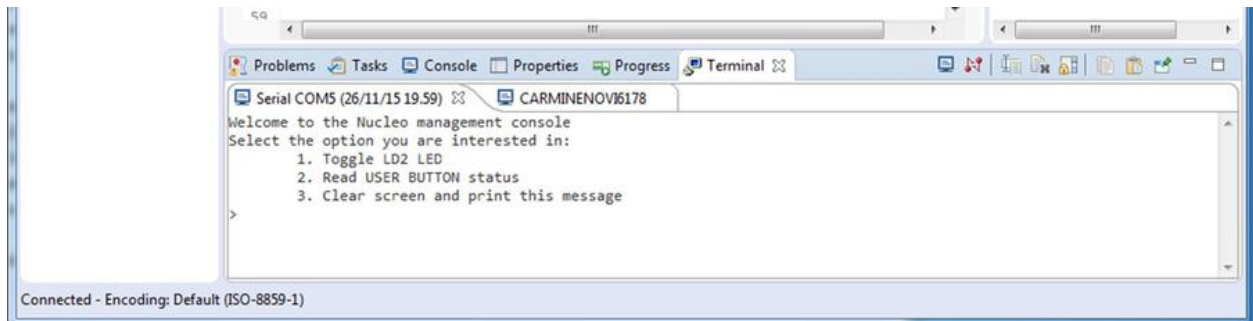 59
Problems Tasks Console Properties Progress Terminal
Serial COM5 (26/11/15 19.59) CARMINENOVI6178
Welcome to the Nucleo management console
Select the option you are interested in:
1. Toggle LD2 LED
2. Read USER BUTTON status
3. Clear screen and print this message
>
Connected - Encoding: Default (ISO-8859-1)